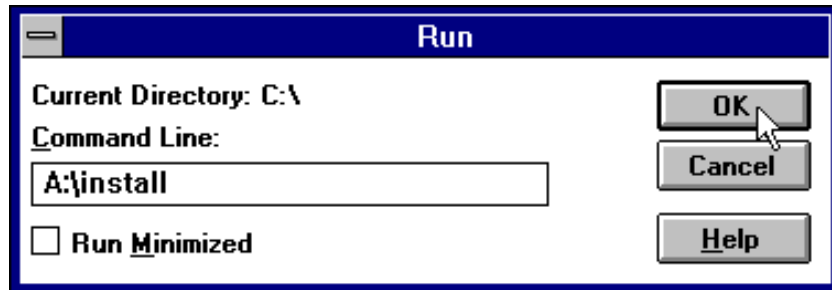 Run
Current Directory: C:\
Command Line:
A:\install
Run Minimized
OK
Cancel
Help